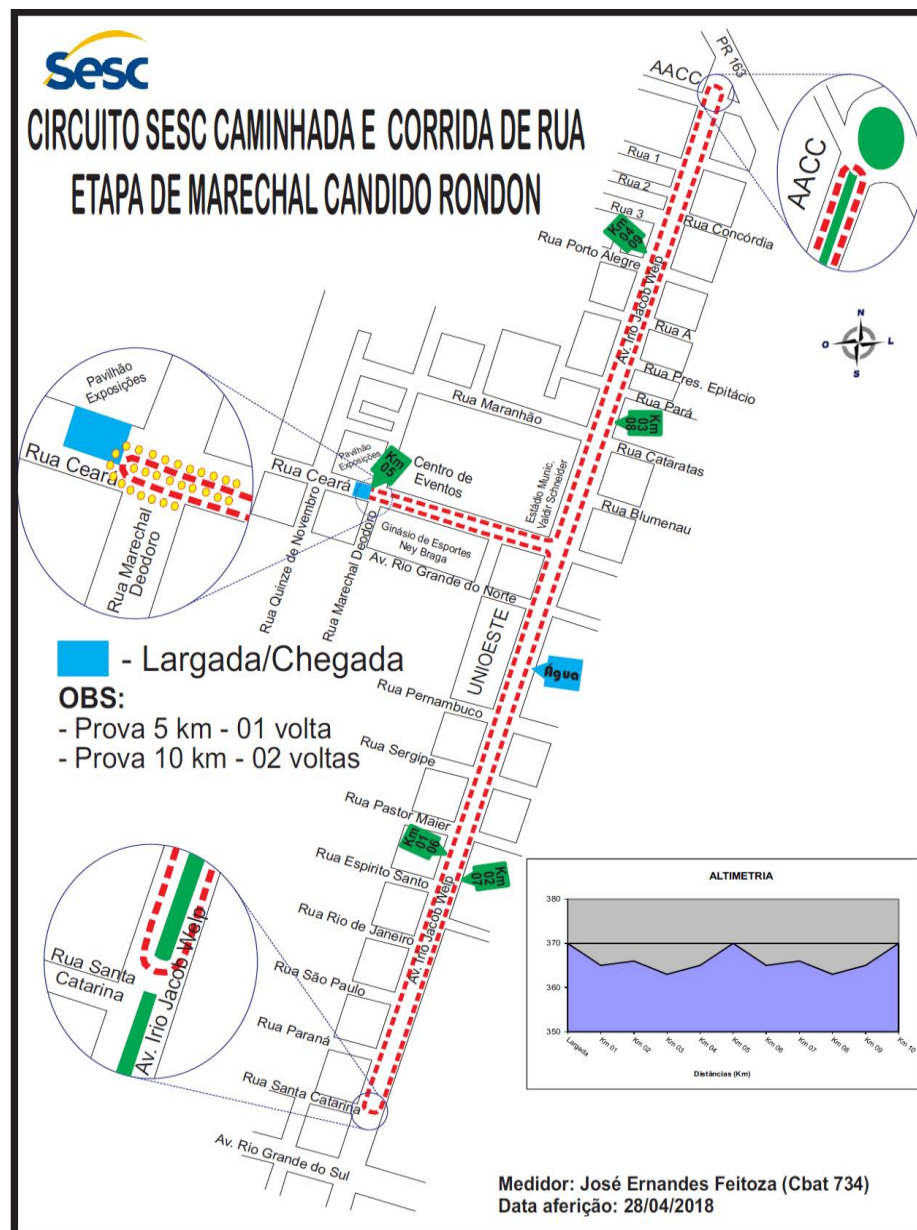 Sesc
CIRCUITO SESC CAMINHADA E CORRIDA DE RUA
ETAPA DE MARECHAL CANDIDO RONDON
PR 163
AACC
AACC
Rua 1
Rua 2
Rua 3
Rua Concórdia
Km
04
09
Rua Porto Alegre
Av. Irio Jacob Welp
N
O
L
S
Rua A
Rua Pres. Epitácio
Rua Pará
Km
03
08
Rua Maranhão
Rua Cataratas
Pavilhão
Exposições
Rua Ceará
Rua Marechal
Deodoro
Pavilhão
Exposições
Km
05
Rua Ceará
Centro de
Eventos
Estádio Munic.
Valdir Schneider
Rua Blumenau
Rua Quinze de Novembro
Rua Marechal Deodoro
Ginásio de Esportes
Ney Braga
Av. Rio Grande do Norte
UNIOESTE
Água
- Largada/Chegada
OBS:
- Prova 5 km - 01 volta
- Prova 10 km - 02 voltas
Rua Pernambuco
Rua Sergipe
Rua Pastor Maier
Km
01
06
Rua Espirito Santo
Km
02
07
Rua Rio de Janeiro
Av. Irio Jacob Welp
Rua São Paulo
Rua Paraná
Rua Santa Catarina
Av. Rio Grande do Sul
Rua Santa
Catarina
Av. Irio Jacob Welp
ALTIMETRIA
380
370
360
350
Largada
Km 01
Km 02
Km 03
Km 04
Km 05
Km 06
Km 07
Km 08
Km 09
Km 10
Distâncias (Km)
Medidor: José Ernandes Feitoza (Cbat 734)
Data aferição: 28/04/2018